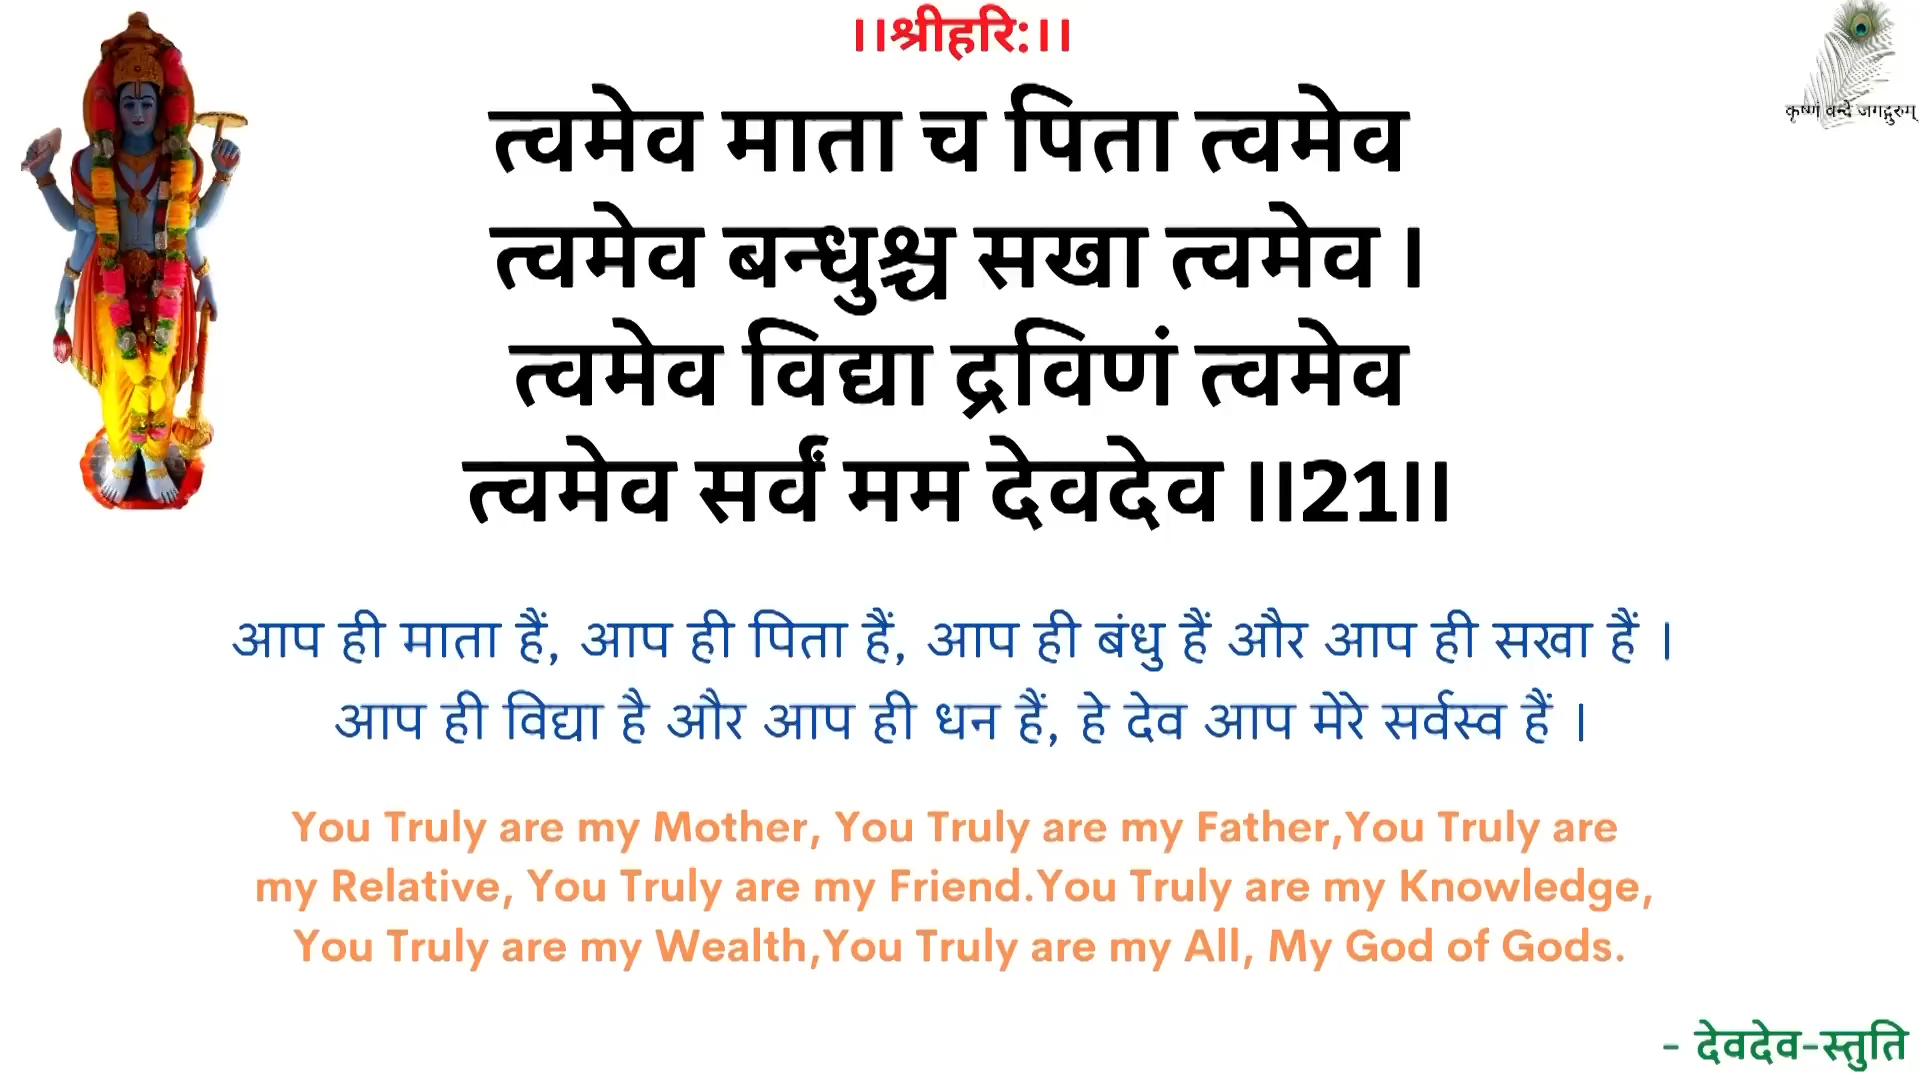 ।।श्रीहरि:।।
कृष्णं वन्दे जगद्गुरुम्
त्वमेव माता च पिता त्वमेव
त्वमेव बन्धुश्च सखा त्वमेव ।
त्वमेव विद्या द्रविणं त्वमेव
त्वमेव सर्वं मम देवदेव ।।21।।
आप ही माता हैं, आप ही पिता हैं, आप ही बंधु हैं और आप ही सखा हैं ।
आप ही विद्या है और आप ही धन हैं, हे देव आप मेरे सर्वस्व हैं ।
You Truly are my Mother, You Truly are my Father,You Truly are
my Relative, You Truly are my Friend.You Truly are my Knowledge,
You Truly are my Wealth,You Truly are my All, My God of Gods.
- देवदेव-स्तुति